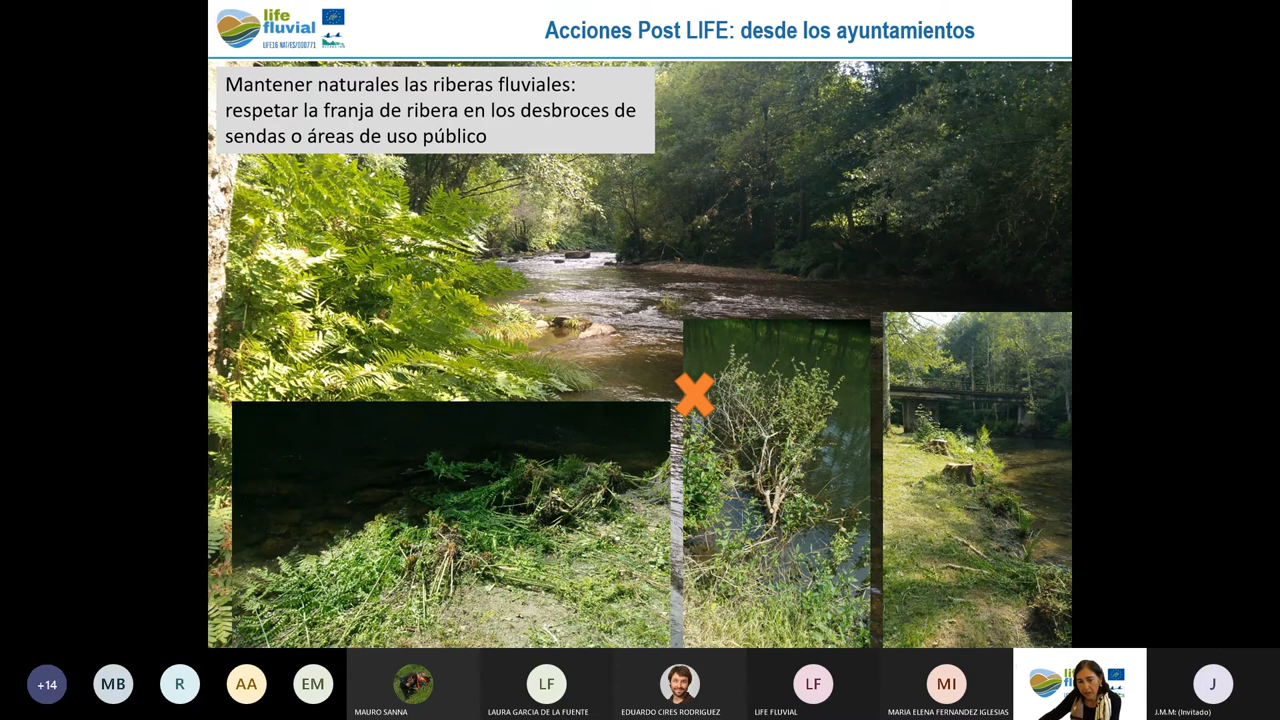 life
fluvial
LIFE16 NAT/ES/000771
Acciones Post LIFE: desde los ayuntamientos
Mantener naturales las riberas fluviales:
respetar la franja de ribera en los desbroces de
sendas o áreas de uso público
+14
MB
R
AA
EM
LF
LF
MI
J
MAURO SANNA
LAURA GARCIA DE LA FUENTE
EDUARDO CIRES RODRIGUEZ
LIFE FLUVIAL
MARIA ELENA FERNANDEZ IGLESIAS
J.M.M: (Invitado)